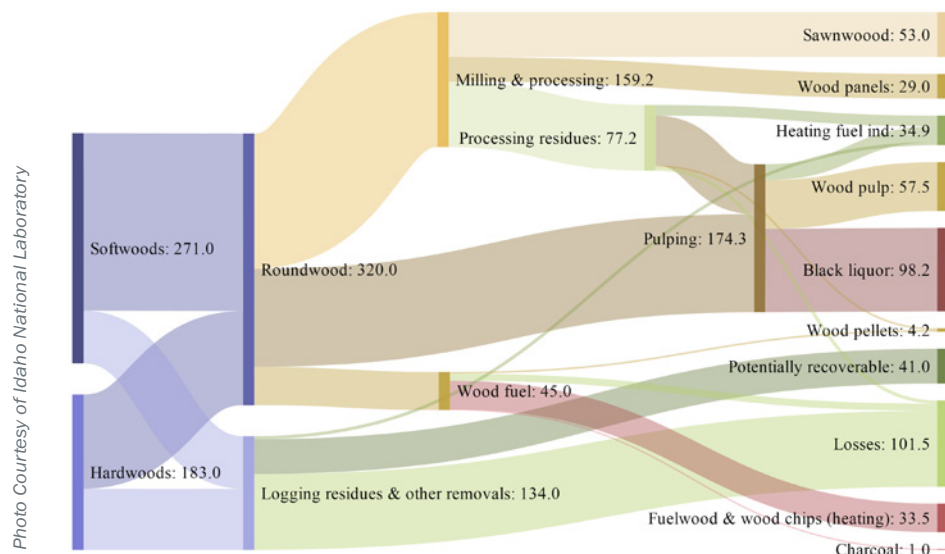 Photo Courtesy of Idaho National Laboratory
Softwoods: 271.0
Hardwoods: 183.0
Roundwood: 320.0
Logging residues & other removals: 134.0
Milling & processing: 159.2
Processing residues: 77.2
Wood fuel: 45.0
Pulping: 174.3
Sawnwoood: 53.0
Wood panels: 29.0
Heating fuel ind: 34.9
Wood pulp: 57.5
Black liquor: 98.2
Wood pellets: 4.2
Potentially recoverable: 41.0
Losses: 101.5
Fuelwood & wood chips (heating): 33.5
Charcoal: 1.0